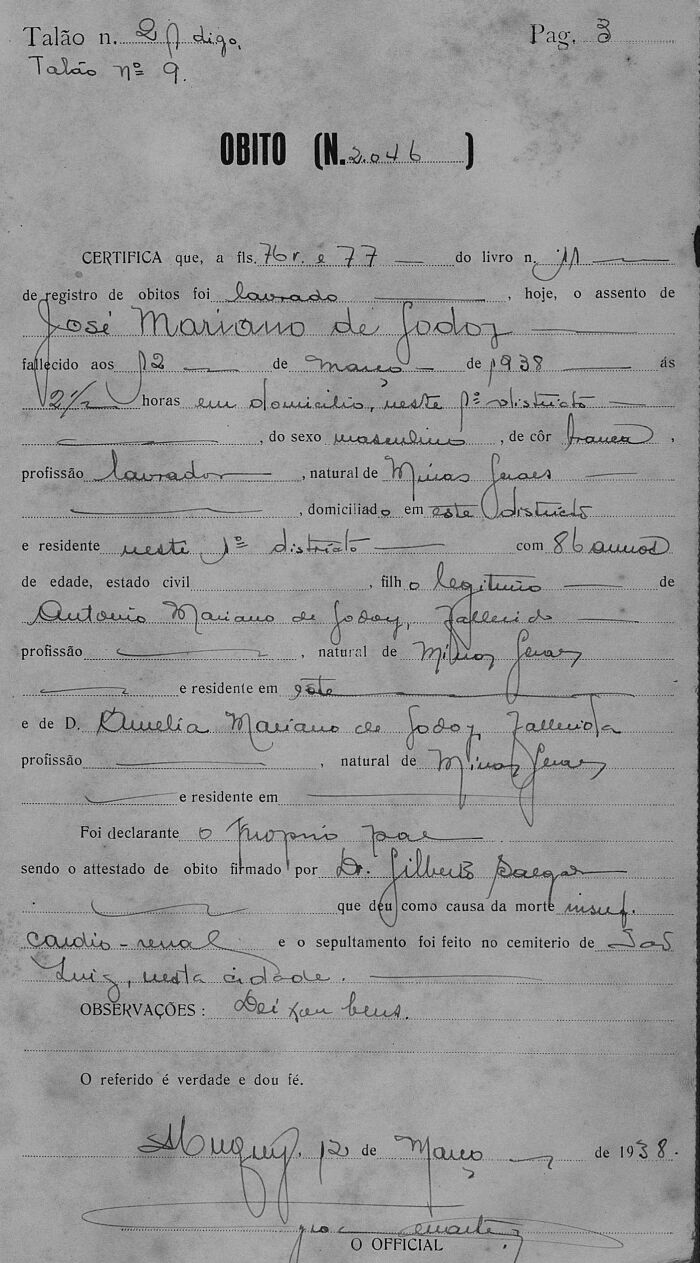 Talão n. 2 digo, Pag. 3
Talão nº 9.
OBITO (N. 2.046)
CERTIFICA que, a fls. 76 v. e 77 do livro n. 11
de registro de obitos foi lavrado, hoje, o assento de
José Mariano de Godoy
fallecido aos 12 de Março de 1938 ás
2½ horas em domicilio, neste 1º districto
, do sexo masculino, de côr branca,
profissão lavrador, natural de Minas Geraes
, domiciliado em este districto
e residente neste 1º districto com 86 annos
de edade, estado civil , filho legitimo de
Antonio Mariano de Godoy, fallecido
profissão , natural de Minas Geraes
e residente em
e de D. Amelia Mariano de Godoy, fallecida
profissão , natural de Minas Geraes
e residente em
Foi declarante o proprio pae
sendo o attestado de obito firmado por Dr. Gilberto
que deu como causa da morte insuf.
cardio-renal e o sepultamento foi feito no cemiterio de São
Luiz, nesta cidade.
OBSERVAÇÕES : Deixou bens.
O referido é verdade e dou fé.
Muquy, 12 de Março de 1938.
O OFFICIAL